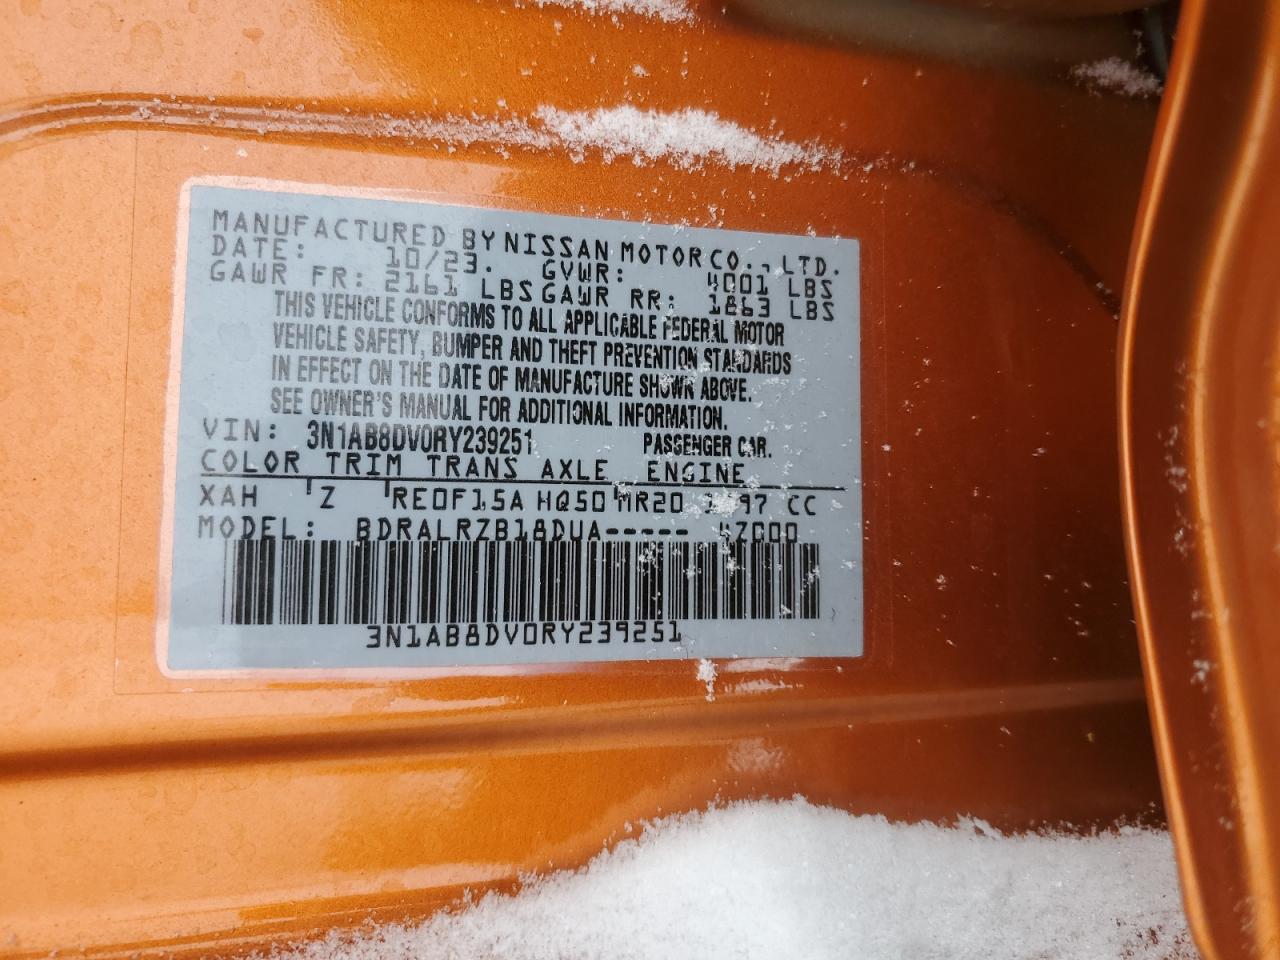 MANUFACTURED BY NISSAN MOTOR CO., LTD.
DATE: 10/23. GVWR: 4001 LBS
GAWR FR: 2161 LBS GAWR RR: 1863 LBS
THIS VEHICLE CONFORMS TO ALL APPLICABLE FEDERAL MOTOR
VEHICLE SAFETY, BUMPER AND THEFT PREVENTION STANDARDS
IN EFFECT ON THE DATE OF MANUFACTURE SHOWN ABOVE.
SEE OWNER'S MANUAL FOR ADDITIONAL INFORMATION.
VIN: 3N1AB8DV0RY239251 PASSENGER CAR.
COLOR TRIM TRANS AXLE ENGINE
XAH Z RE0F15A HQ50 MR20 CC
MODEL: BDRALRZB18DUA----- 4Z000
3N1AB8DV0RY239251